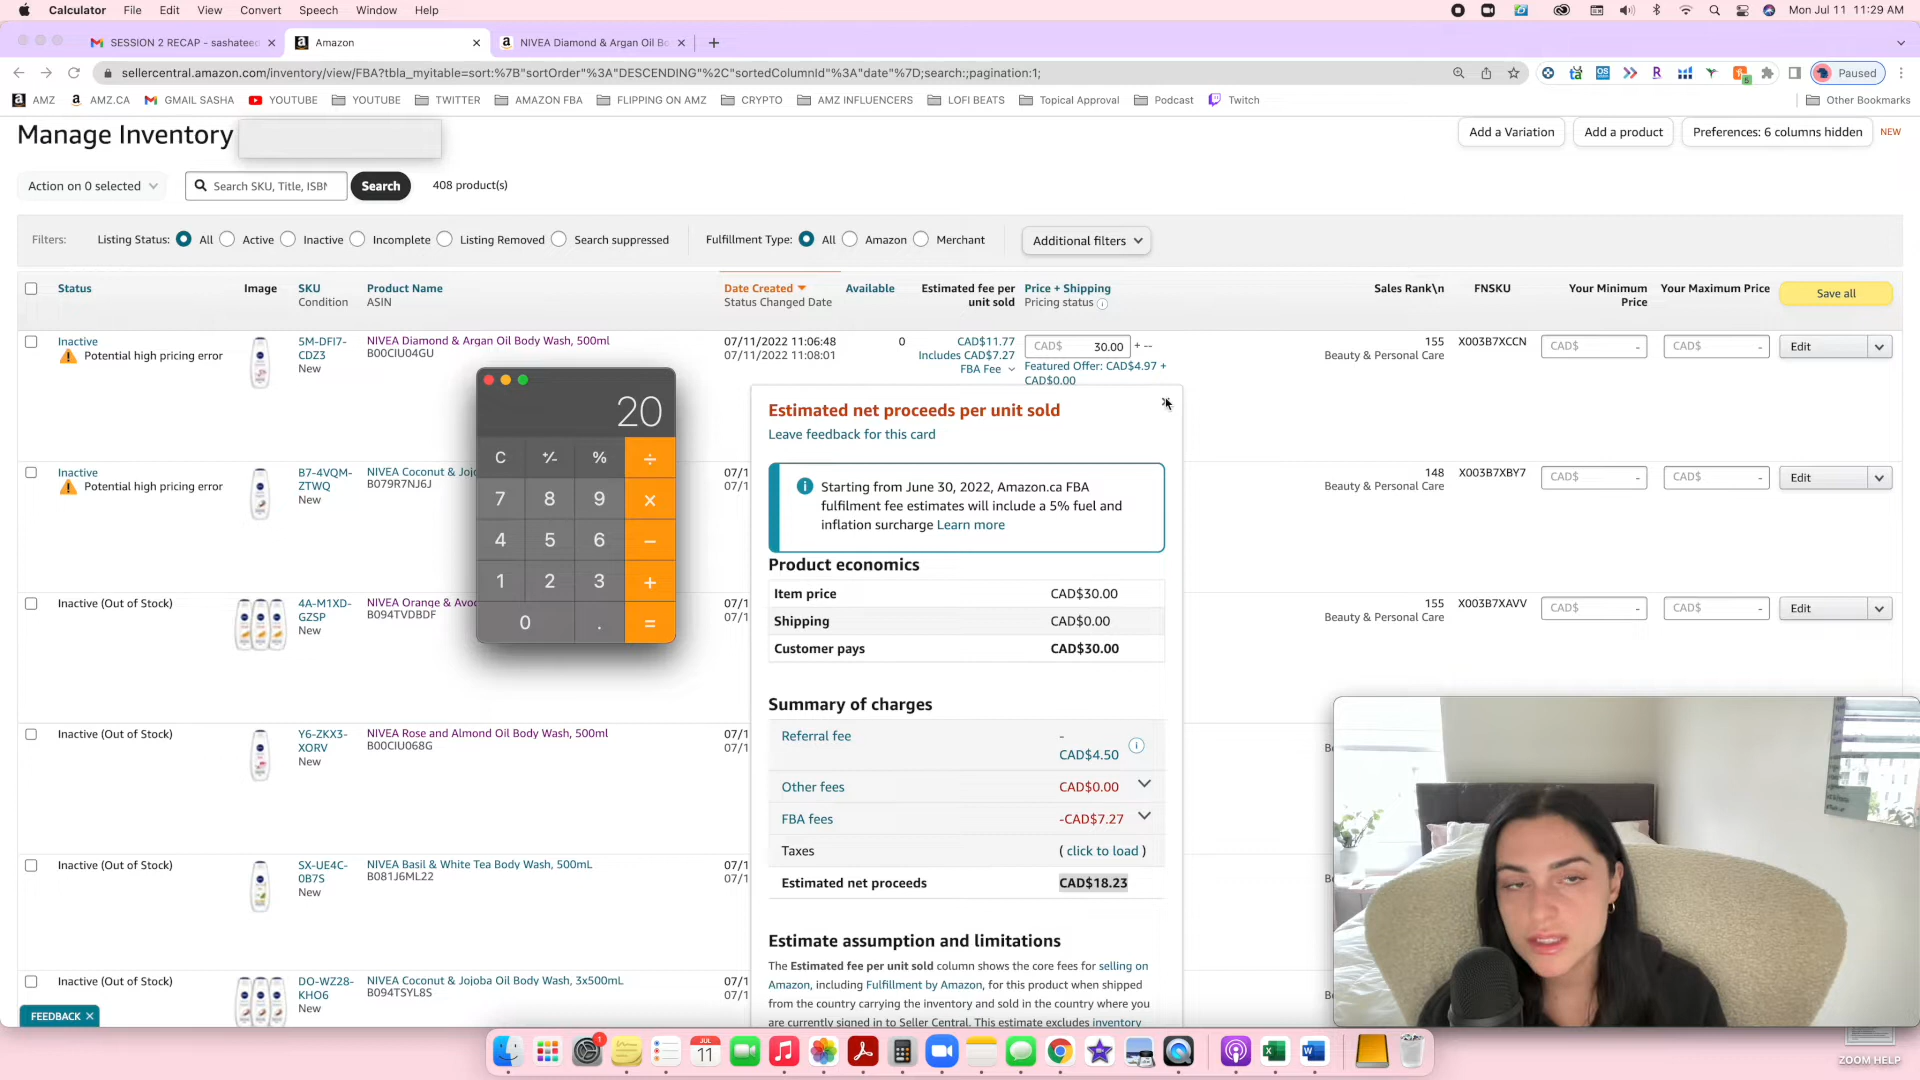 Calculator File Edit View Convert Speech Window Help
Mon Jul 11 11:29 AM
SESSION 2 RECAP - sashateed
Amazon
NIVEA Diamond & Argan Oil Bo
sellercentral.amazon.com/inventory/view/FBA?tbla_myitable=sort:%7B"sortOrder"%3A"DESCENDING"%2C"sortedColumnId"%3A"date"%7D;search:;pagination:1;
Paused
AMZ AMZ.CA GMAIL SASHA YOUTUBE YOUTUBE TWITTER AMAZON FBA FLIPPING ON AMZ CRYPTO AMZ INFLUENCERS LOFI BEATS Topical Approval Podcast Twitch Other Bookmarks
Manage Inventory
Add a Variation Add a product Preferences: 6 columns hidden NEW
Action on 0 selected Search SKU, Title, ISBN Search 408 product(s)
Filters: Listing Status: All Active Inactive Incomplete Listing Removed Search suppressed Fulfillment Type: All Amazon Merchant Additional filters
Status Image SKU Product Name Date Created Available Estimated fee per Price + Shipping Sales Rank\n FNSKU Your Minimum Your Maximum Price Save all
Condition ASIN Status Changed Date unit sold Pricing status Price
Inactive 5M-DFI7- NIVEA Diamond & Argan Oil Body Wash, 500ml 07/11/2022 11:06:48 0 CAD$11.77 CAD$ 30.00 + -- 155 X003B7XCCN CAD$ - CAD$ - Edit
Potential high pricing error CDZ3 B00CIU04GU 07/11/2022 11:08:01 Includes CAD$7.27 Beauty & Personal Care
New FBA Fee Featured Offer: CAD$4.97 +
CAD$0.00
Inactive B7-4VQM- NIVEA Coconut & Jojo 07/1 148 X003B7XBY7 CAD$ - CAD$ - Edit
Potential high pricing error ZTWQ B079R7NJ6J 07/1 Beauty & Personal Care
New
Inactive (Out of Stock) 4A-M1XD- NIVEA Orange & Avoc 07/1 155 X003B7XAVV CAD$ - CAD$ - Edit
GZSP B094TVDBDF 07/1 Beauty & Personal Care
New
Inactive (Out of Stock) Y6-ZKX3- NIVEA Rose and Almond Oil Body Wash, 500ml 07/1
XORV B00CIU068G 07/1 Be
New
Inactive (Out of Stock) SX-UE4C- NIVEA Basil & White Tea Body Wash, 500mL 07/1
0B7S B081J6ML22 07/1 Be
New
Inactive (Out of Stock) DO-WZ28- NIVEA Coconut & Jojoba Oil Body Wash, 3x500mL 07/1
KHO6 B094TSYL8S 07/1 Be
New
FEEDBACK X
20
C +/- % ÷
7 8 9 ×
4 5 6 −
1 2 3 +
0 . =
Estimated net proceeds per unit sold
Leave feedback for this card
Starting from June 30, 2022, Amazon.ca FBA
fulfilment fee estimates will include a 5% fuel and
inflation surcharge Learn more
Product economics
Item price CAD$30.00
Shipping CAD$0.00
Customer pays CAD$30.00
Summary of charges
Referral fee -
CAD$4.50
Other fees CAD$0.00
FBA fees -CAD$7.27
Taxes ( click to load )
Estimated net proceeds CAD$18.23
Estimate assumption and limitations
The Estimated fee per unit sold column shows the core fees for selling on
Amazon, including Fulfillment by Amazon, for this product when shipped
from the country carrying the inventory and sold in the country where you
are currently signed in to Seller Central. This estimate excludes inventory
JUL
11
1
ZOOM HELP